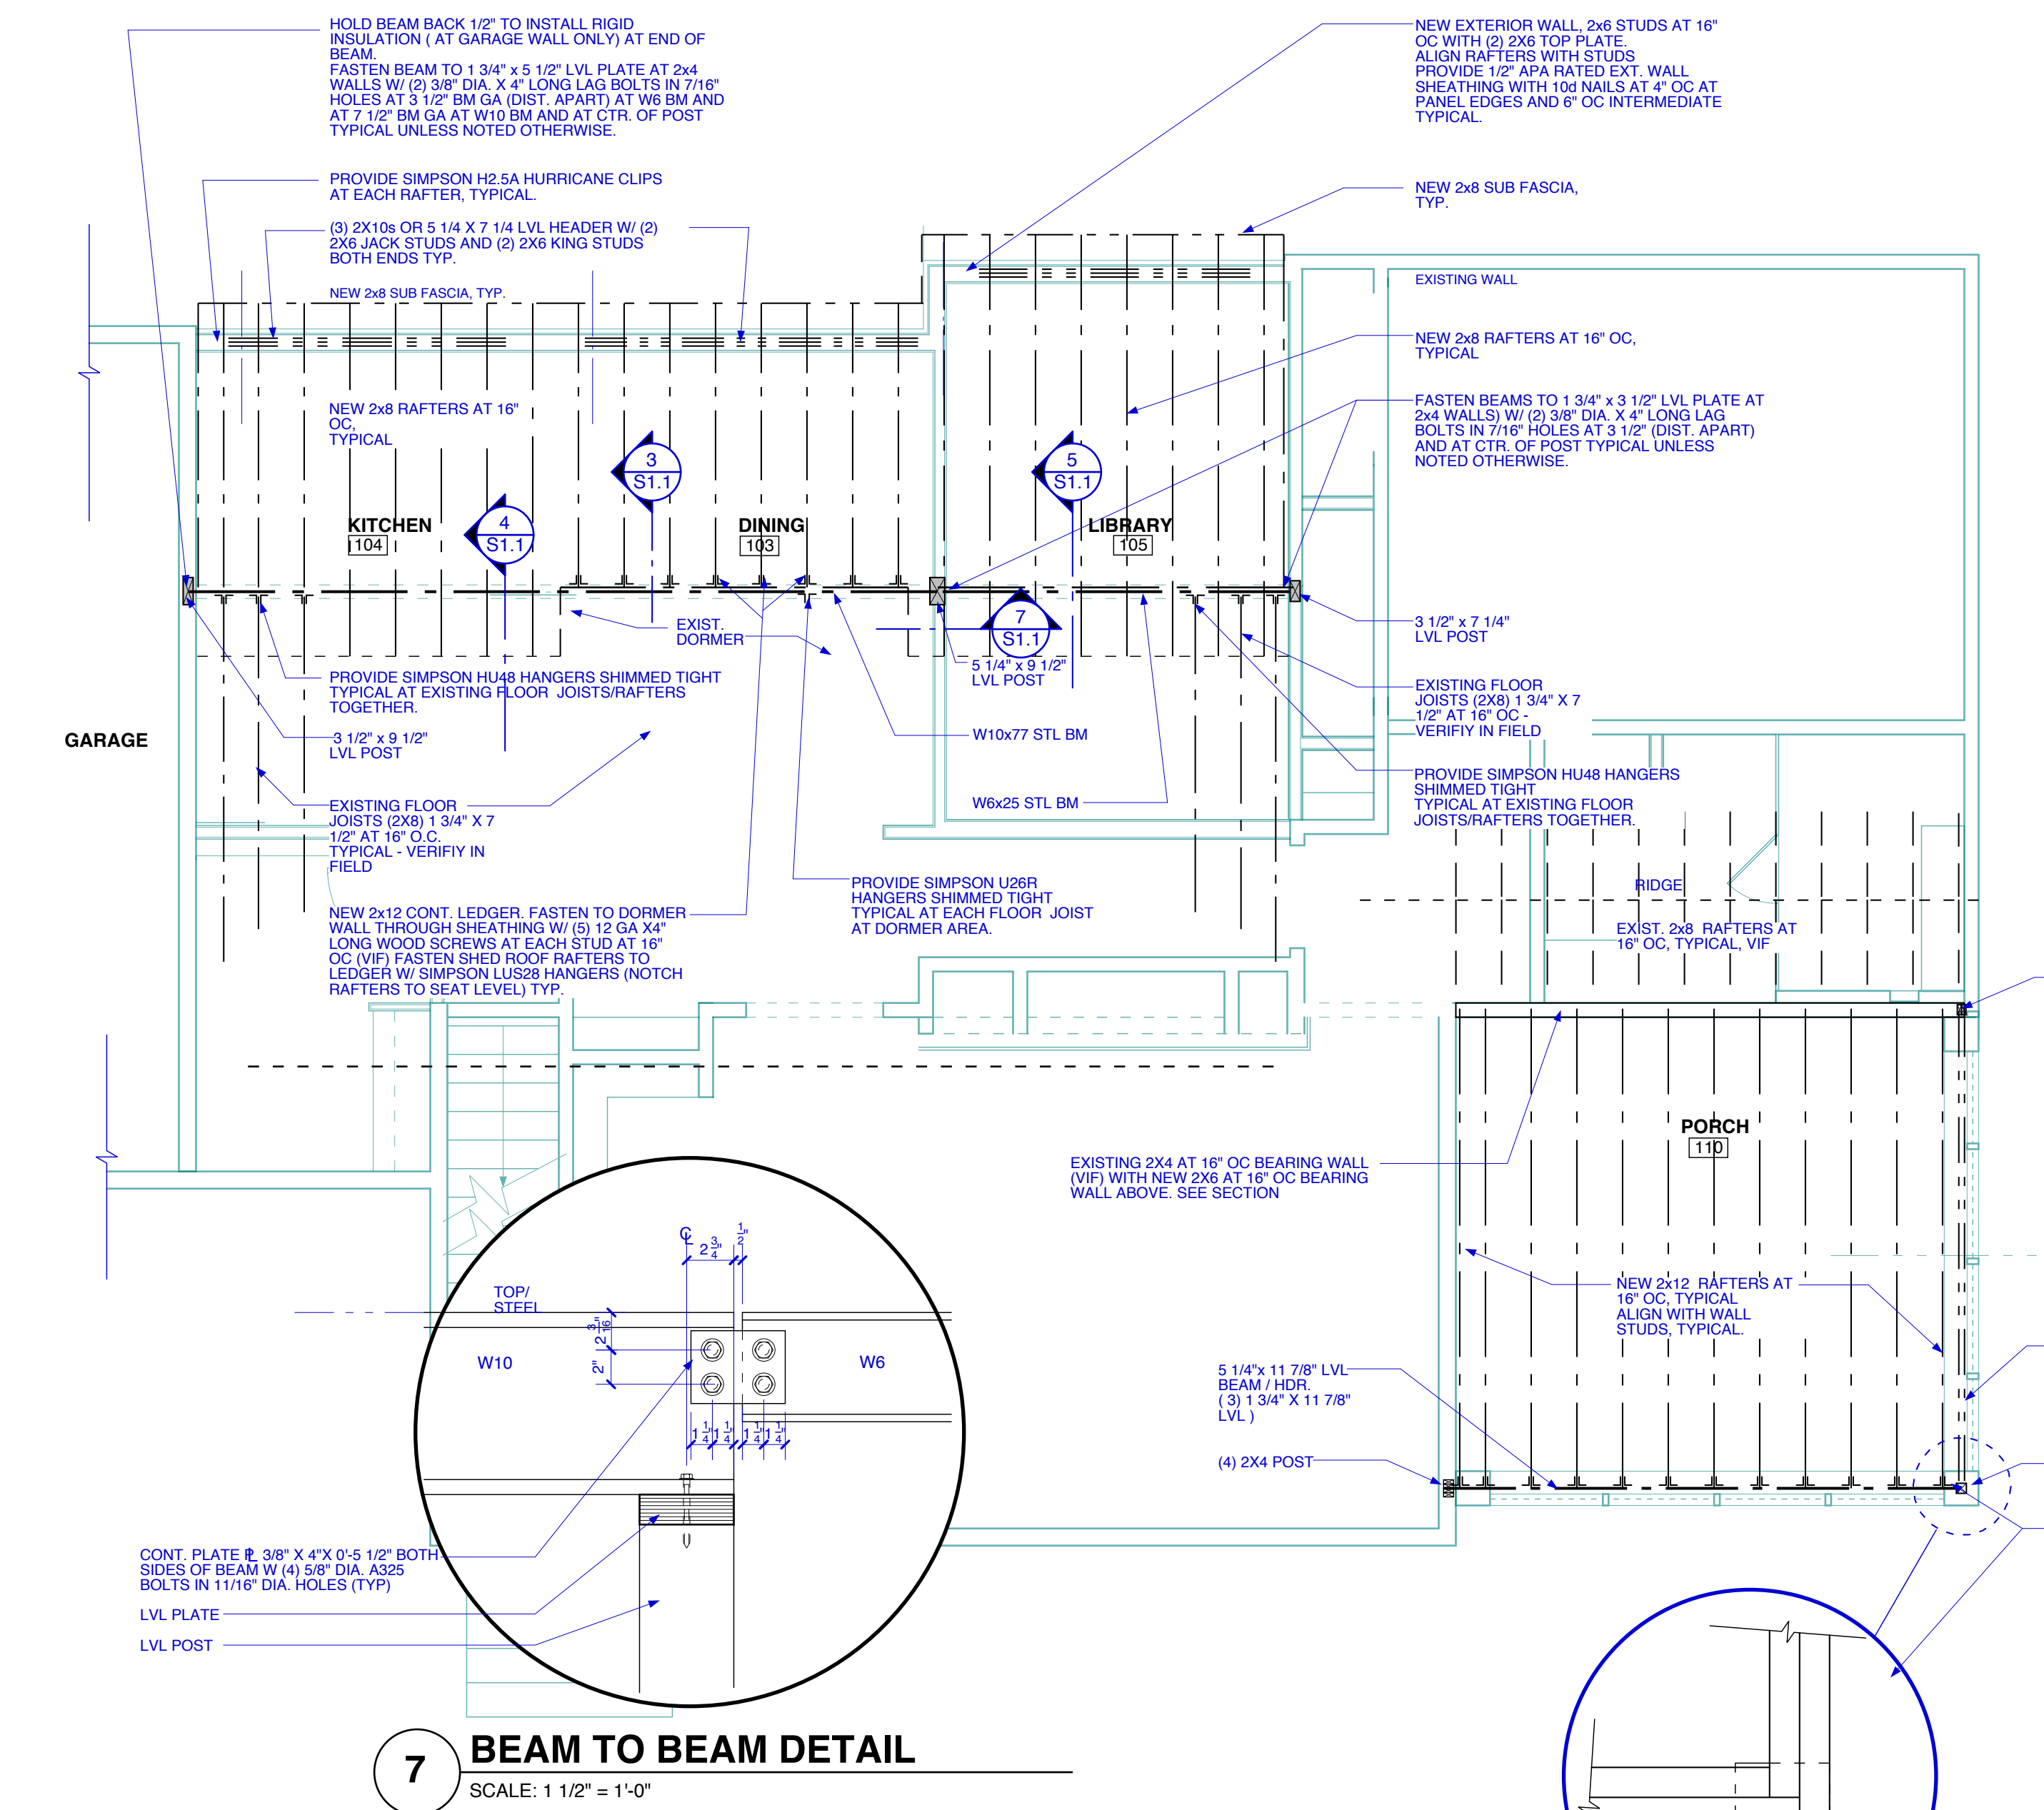 HOLD BEAM BACK 1/2" TO INSTALL RIGID
INSULATION ( AT GARAGE WALL ONLY) AT END OF
BEAM.
FASTEN BEAM TO 1 3/4" x 5 1/2" LVL PLATE AT 2x4
WALLS W/ (2) 3/8" DIA. X 4" LONG LAG BOLTS IN 7/16"
HOLES AT 3 1/2" BM GA (DIST. APART) AT W6 BM AND
AT 7 1/2" BM GA AT W10 BM AND AT CTR. OF POST
TYPICAL UNLESS NOTED OTHERWISE.
PROVIDE SIMPSON H2.5A HURRICANE CLIPS
AT EACH RAFTER, TYPICAL.
(3) 2X10s OR 5 1/4 X 7 1/4 LVL HEADER W/ (2)
2X6 JACK STUDS AND (2) 2X6 KING STUDS
BOTH ENDS TYP.
NEW 2x8 SUB FASCIA, TYP.
NEW EXTERIOR WALL, 2x6 STUDS AT 16"
OC WITH (2) 2X6 TOP PLATE.
ALIGN RAFTERS WITH STUDS
PROVIDE 1/2" APA RATED EXT. WALL
SHEATHING WITH 10d NAILS AT 4" OC AT
PANEL EDGES AND 6" OC INTERMEDIATE
TYPICAL.
NEW 2x8 SUB FASCIA,
TYP.
EXISTING WALL
NEW 2x8 RAFTERS AT 16" OC,
TYPICAL
FASTEN BEAMS TO 1 3/4" x 3 1/2" LVL PLATE AT
2x4 WALLS) W/ (2) 3/8" DIA. X 4" LONG LAG
BOLTS IN 7/16" HOLES AT 3 1/2" (DIST. APART)
AND AT CTR. OF POST TYPICAL UNLESS
NOTED OTHERWISE.
NEW 2x8 RAFTERS AT 16"
OC,
TYPICAL
3
S1.1
5
S1.1
4
S1.1
KITCHEN
104
DINING
103
LIBRARY
105
7
S1.1
EXIST.
DORMER
3 1/2" x 7 1/4"
LVL POST
5 1/4" x 9 1/2"
LVL POST
PROVIDE SIMPSON HU48 HANGERS SHIMMED TIGHT
TYPICAL AT EXISTING FLOOR JOISTS/RAFTERS
TOGETHER.
EXISTING FLOOR
JOISTS (2X8) 1 3/4" X 7
1/2" AT 16" OC -
VERIFIY IN FIELD
GARAGE
3 1/2" x 9 1/2"
LVL POST
W10x77 STL BM
PROVIDE SIMPSON HU48 HANGERS
SHIMMED TIGHT
TYPICAL AT EXISTING FLOOR
JOISTS/RAFTERS TOGETHER.
W6x25 STL BM
EXISTING FLOOR
JOISTS (2X8) 1 3/4" X 7
1/2" AT 16" O.C.
TYPICAL - VERIFIY IN
FIELD
PROVIDE SIMPSON U26R
HANGERS SHIMMED TIGHT
TYPICAL AT EACH FLOOR JOIST
AT DORMER AREA.
RIDGE
NEW 2x12 CONT. LEDGER. FASTEN TO DORMER
WALL THROUGH SHEATHING W/ (5) 12 GA X4"
LONG WOOD SCREWS AT EACH STUD AT 16"
OC (VIF) FASTEN SHED ROOF RAFTERS TO
LEDGER W/ SIMPSON LUS28 HANGERS (NOTCH
RAFTERS TO SEAT LEVEL) TYP.
EXIST. 2x8 RAFTERS AT
16" OC, TYPICAL, VIF
PORCH
110
EXISTING 2X4 AT 16" OC BEARING WALL
(VIF) WITH NEW 2X6 AT 16" OC BEARING
WALL ABOVE. SEE SECTION
NEW 2x12 RAFTERS AT
16" OC, TYPICAL
ALIGN WITH WALL
STUDS, TYPICAL.
5 1/4"x 11 7/8" LVL
BEAM / HDR.
( 3) 1 3/4" X 11 7/8"
LVL )
(4) 2X4 POST
℄
2 3/4"
1/2"
TOP/
STEEL
2 3/16"
2"
W10
W6
1 1/4"
1 1/4"
1 1/4"
1 1/4"
CONT. PLATE ⅊ 3/8" X 4"X 0'-5 1/2" BOTH
SIDES OF BEAM W (4) 5/8" DIA. A325
BOLTS IN 11/16" DIA. HOLES (TYP)
LVL PLATE
LVL POST
7
BEAM TO BEAM DETAIL
SCALE: 1 1/2" = 1'-0"